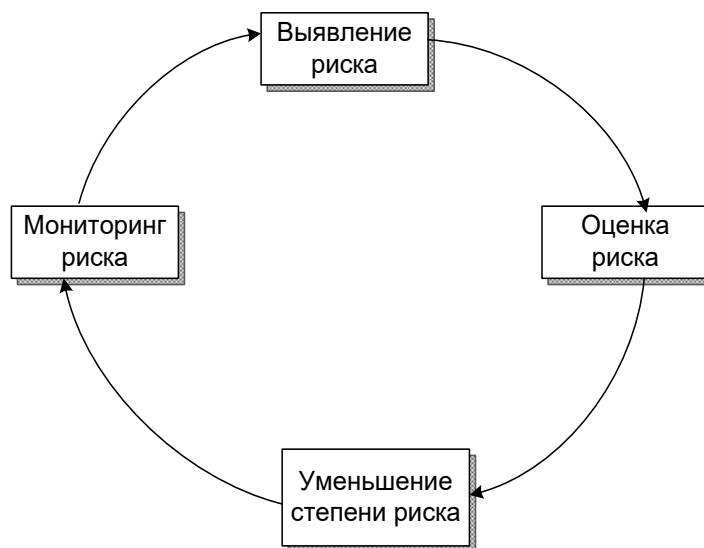 Выявление
риска
Оценка
риска
Уменьшение
степени риска
Мониторинг
риска